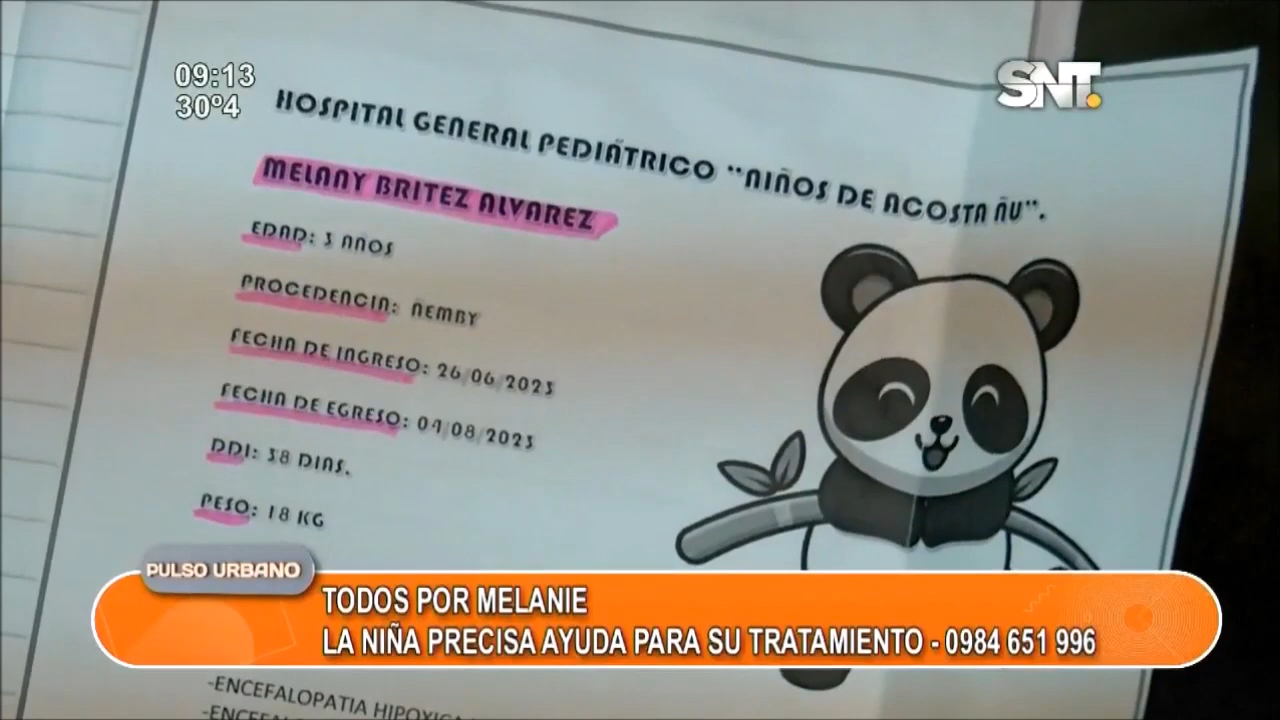 09:13
30º4
SNT.
HOSPITAL GENERAL PEDIÁTRICO "NIÑOS DE ACOSTA ÑU".
MELANY BRITEZ ALVAREZ
EDAD: 3 AÑOS
PROCEDENCIA: ÑEMBY
FECHA DE INGRESO: 26/06/2023
FECHA DE EGRESO: 04/08/2023
DDI: 38 DIAS.
PESO: 18 KG
PULSO URBANO
TODOS POR MELANIE
LA NIÑA PRECISA AYUDA PARA SU TRATAMIENTO - 0984 651 996
-ENCEFALOPATIA HIPOXICA